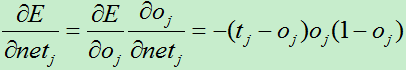 ∂E/∂net_j = ∂E/∂o_j ∂o_j/∂net_j = −(t_j − o_j)o_j(1 − o_j)